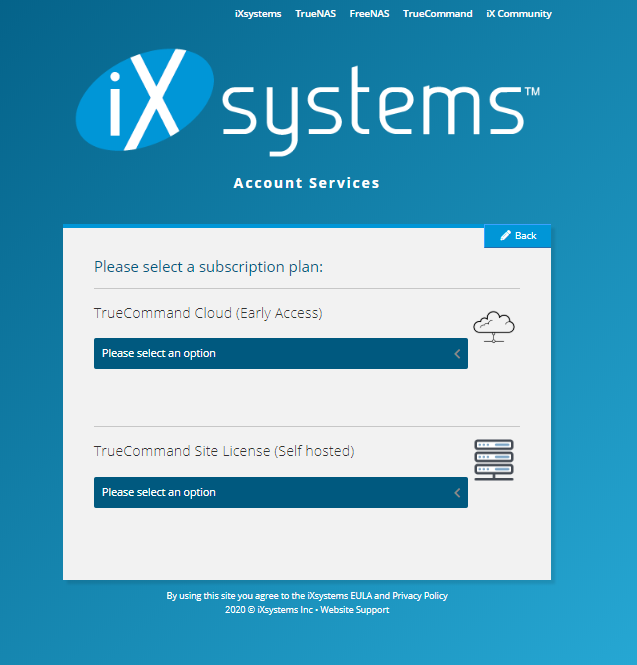 iXsystems TrueNAS FreeNAS TrueCommand iX Community
iX systems™
Account Services
Back
Please select a subscription plan:
TrueCommand Cloud (Early Access)
Please select an option
TrueCommand Site License (Self hosted)
Please select an option
By using this site you agree to the iXsystems EULA and Privacy Policy
2020 © iXsystems Inc • Website Support